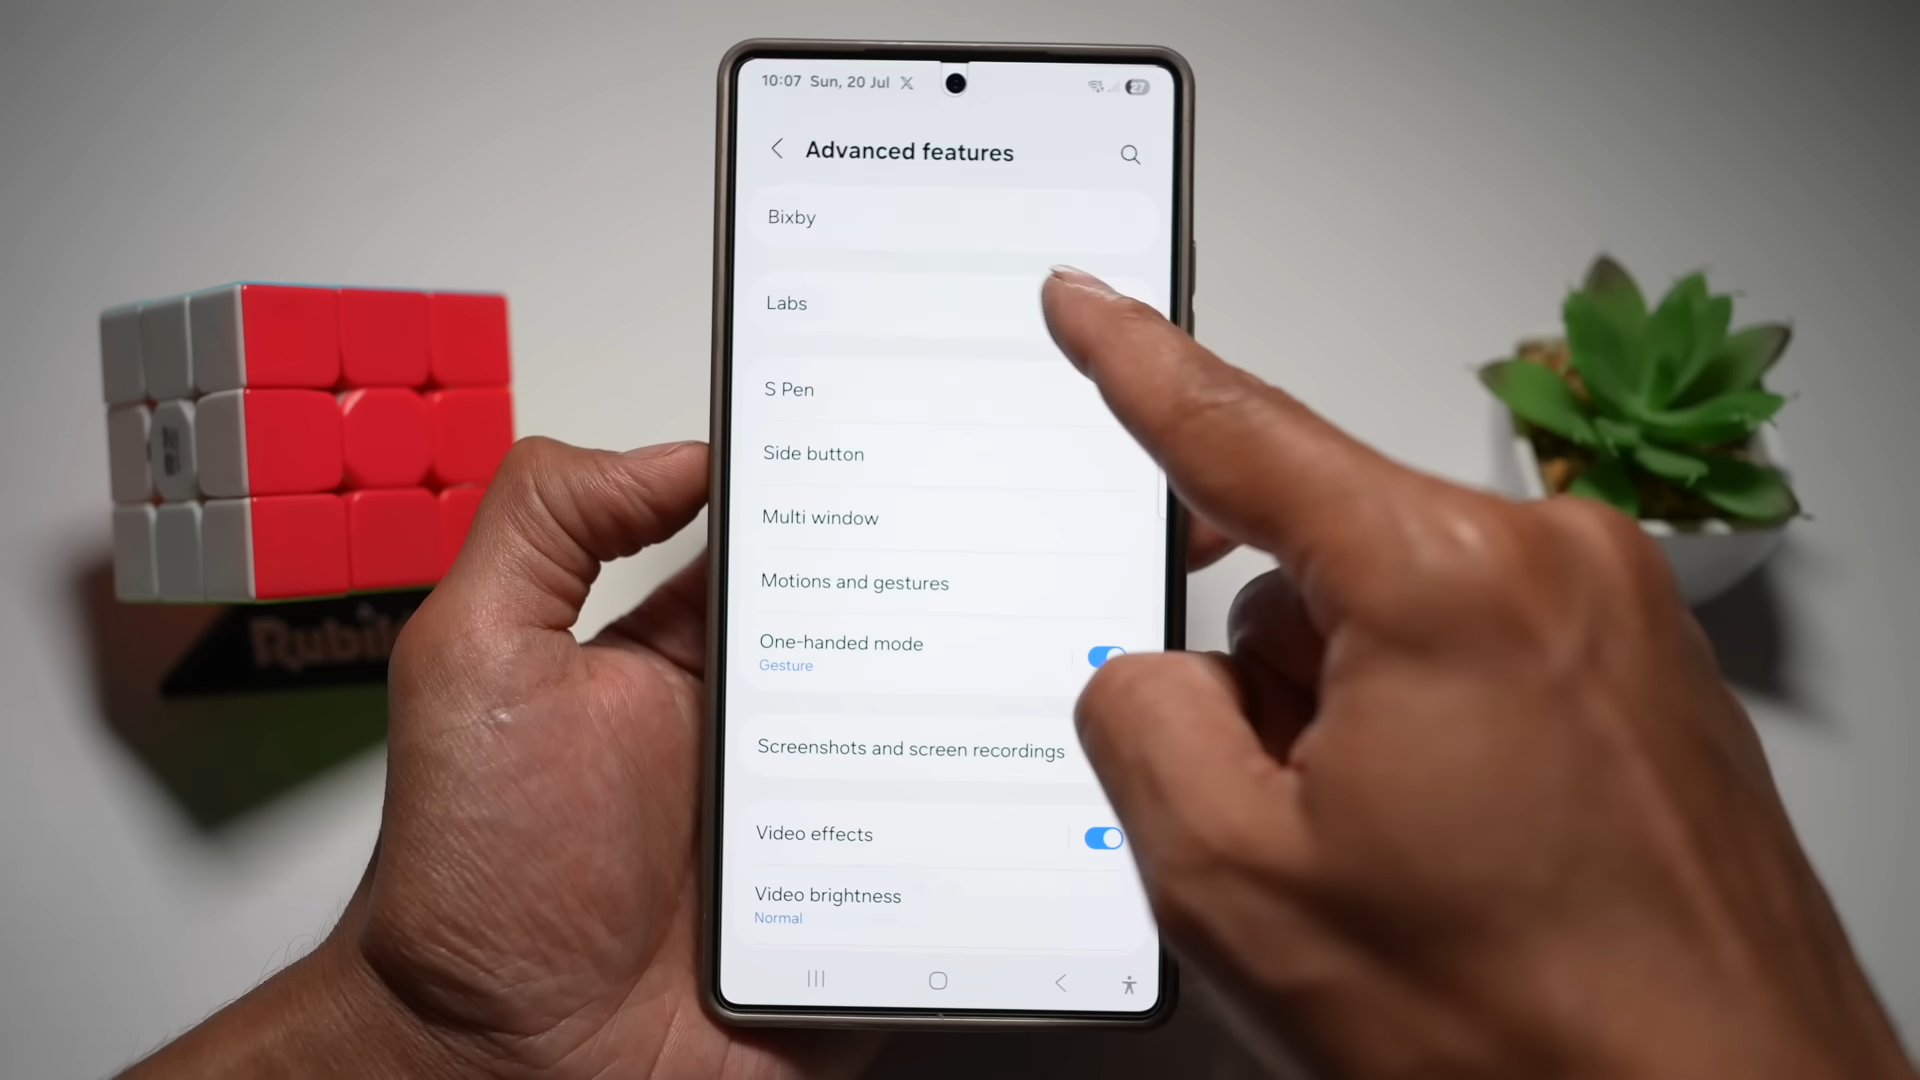 10:07 Sun, 20 Jul X 27
Advanced features
Bixby
Labs
S Pen
Side button
Multi window
Motions and gestures
One-handed mode
Gesture
Screenshots and screen recordings
Video effects
Video brightness
Normal